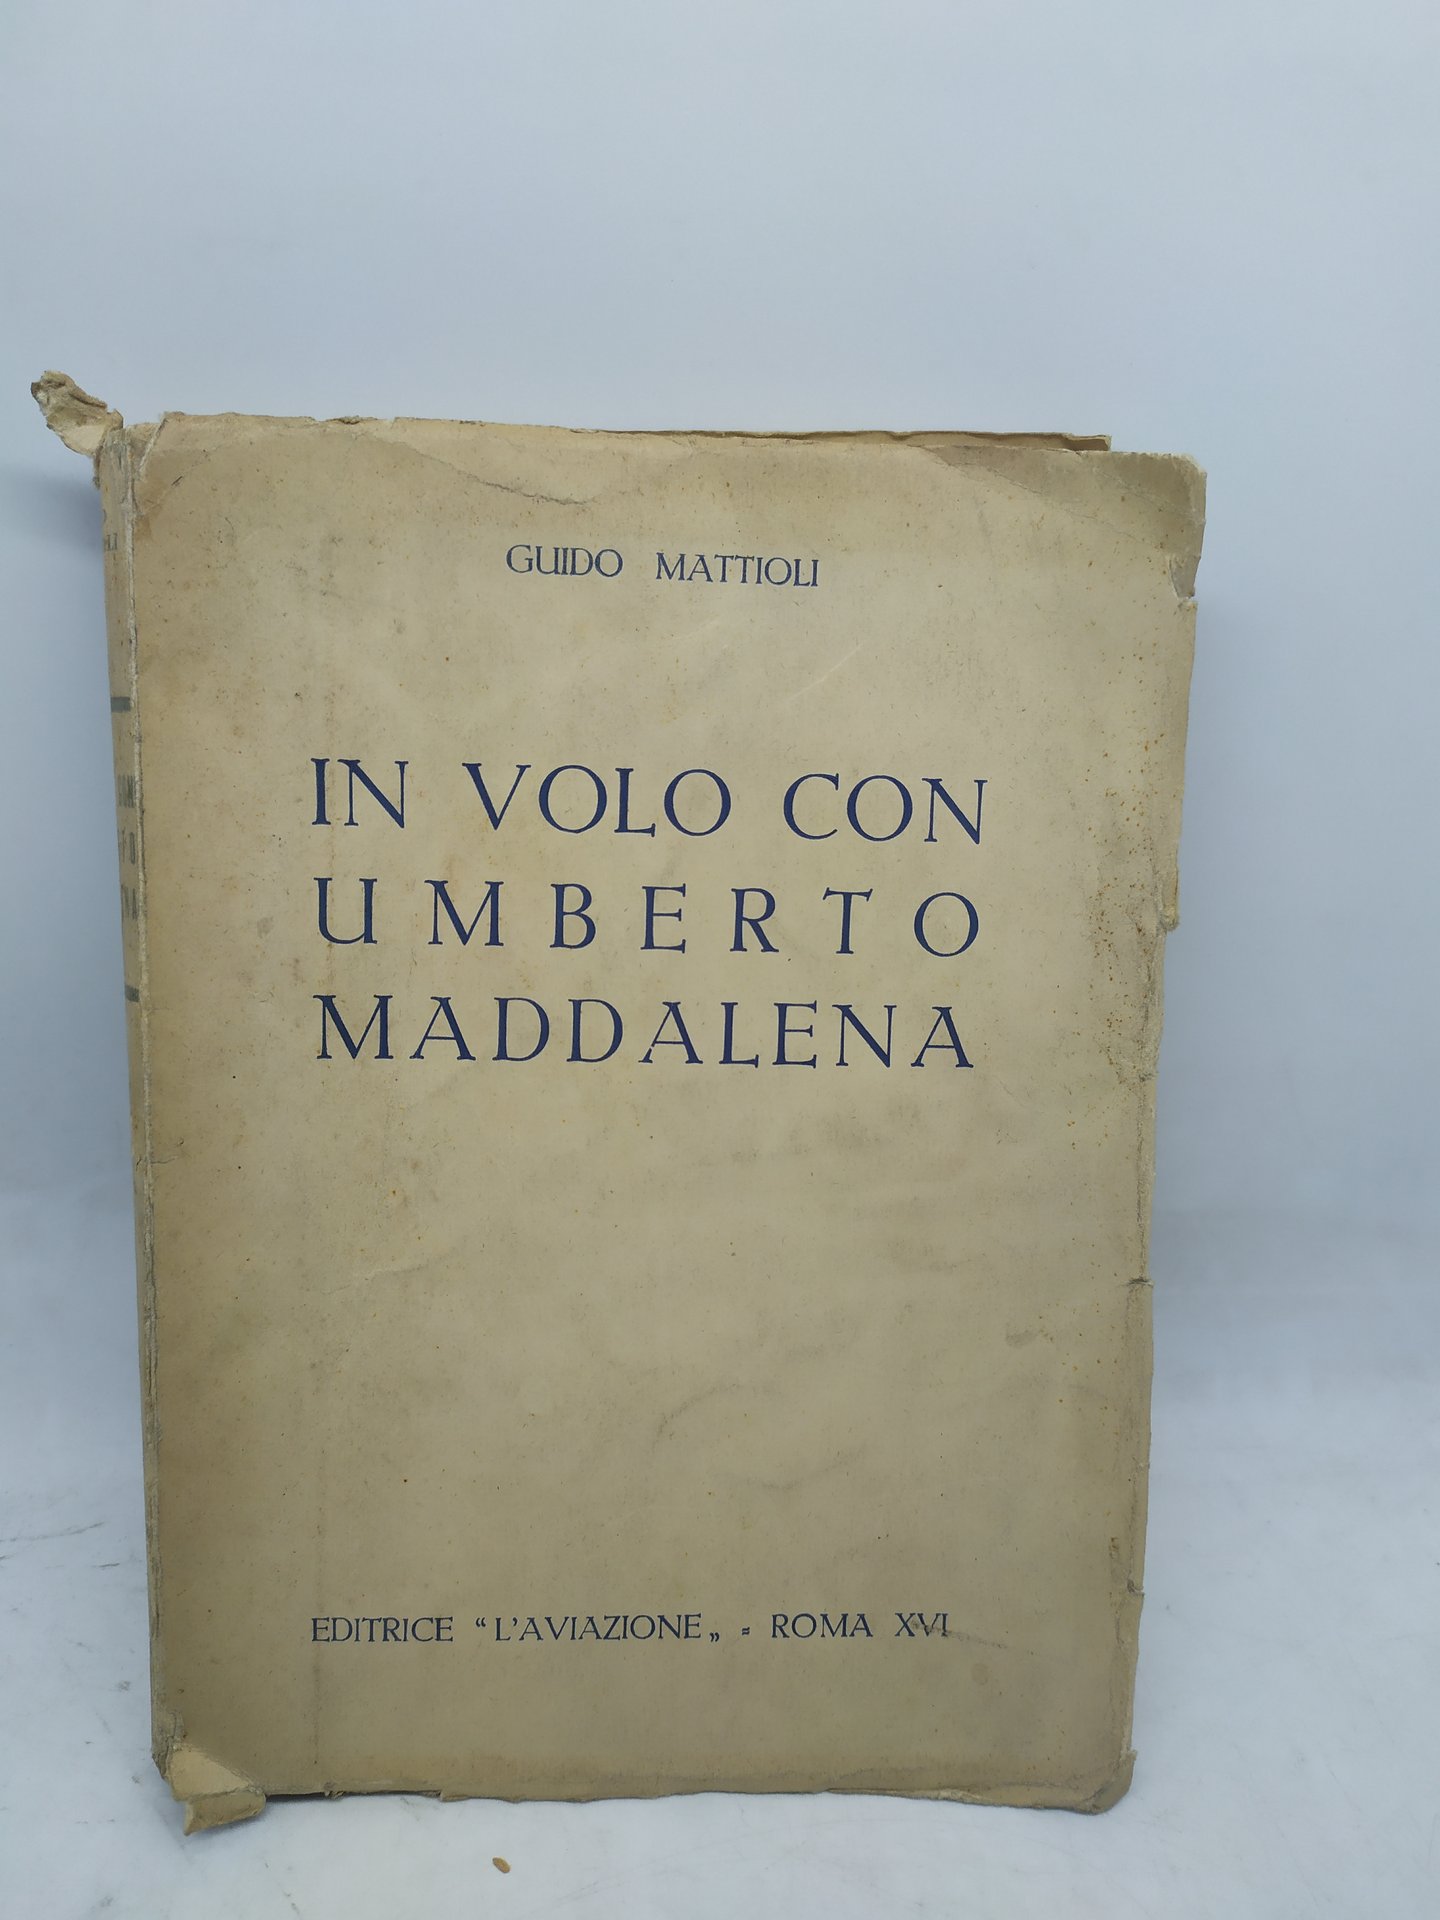 GUIDO MATTIOLI
IN VOLO CON
UMBERTO
MADDALENA
EDITRICE “L'AVIAZIONE„ = ROMA XVI